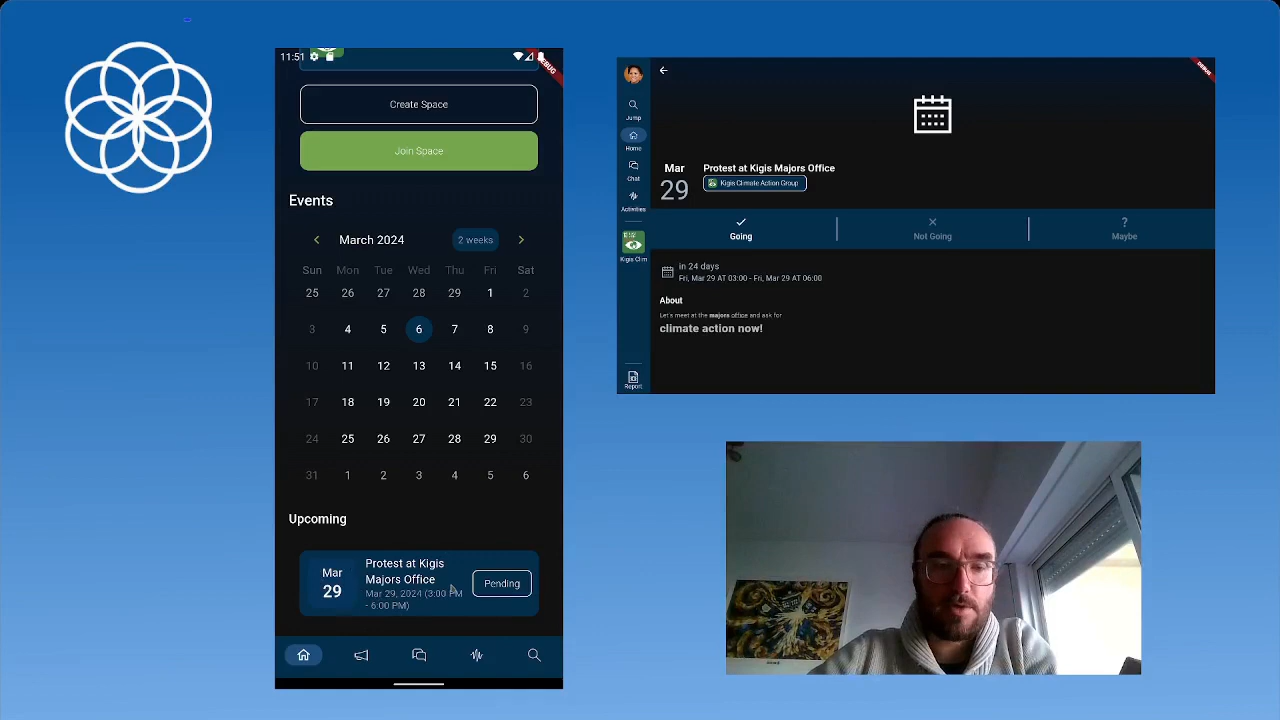 11:51
DEBUG
Create Space
Join Space
Events
March 2024
2 weeks
Sun Mon Tue Wed Thu Fri Sat
25 26 27 28 29 1 2
3 4 5 6 7 8 9
10 11 12 13 14 15 16
17 18 19 20 21 22 23
24 25 26 27 28 29 30
31 1 2 3 4 5 6
Upcoming
Mar
29
Protest at Kigis
Majors Office
Mar 29, 2024 (3:00 PM
- 6:00 PM)
Pending
Jump
Home
Chat
Activities
Kigis Clim
Report
DEBUG
Mar
29
Protest at Kigis Majors Office
Kigis Climate Action Group
Going
Not Going
? Maybe
in 24 days
Fri, Mar 29 AT 03:00 - Fri, Mar 29 AT 06:00
About
Let's meet at the majors office and ask for
climate action now!